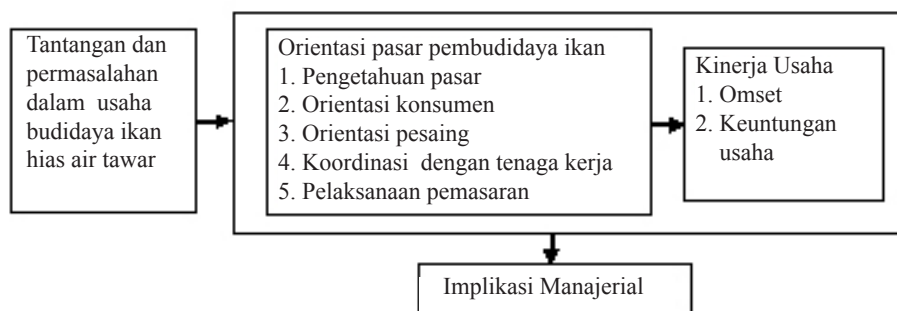 Tantangan dan
permasalahan
dalam usaha
budidaya ikan
hias air tawar
Orientasi pasar pembudidaya ikan
1. Pengetahuan pasar
2. Orientasi konsumen
3. Orientasi pesaing
4. Koordinasi dengan tenaga kerja
5. Pelaksanaan pemasaran
Kinerja Usaha
1. Omset
2. Keuntungan
usaha
Implikasi Manajerial